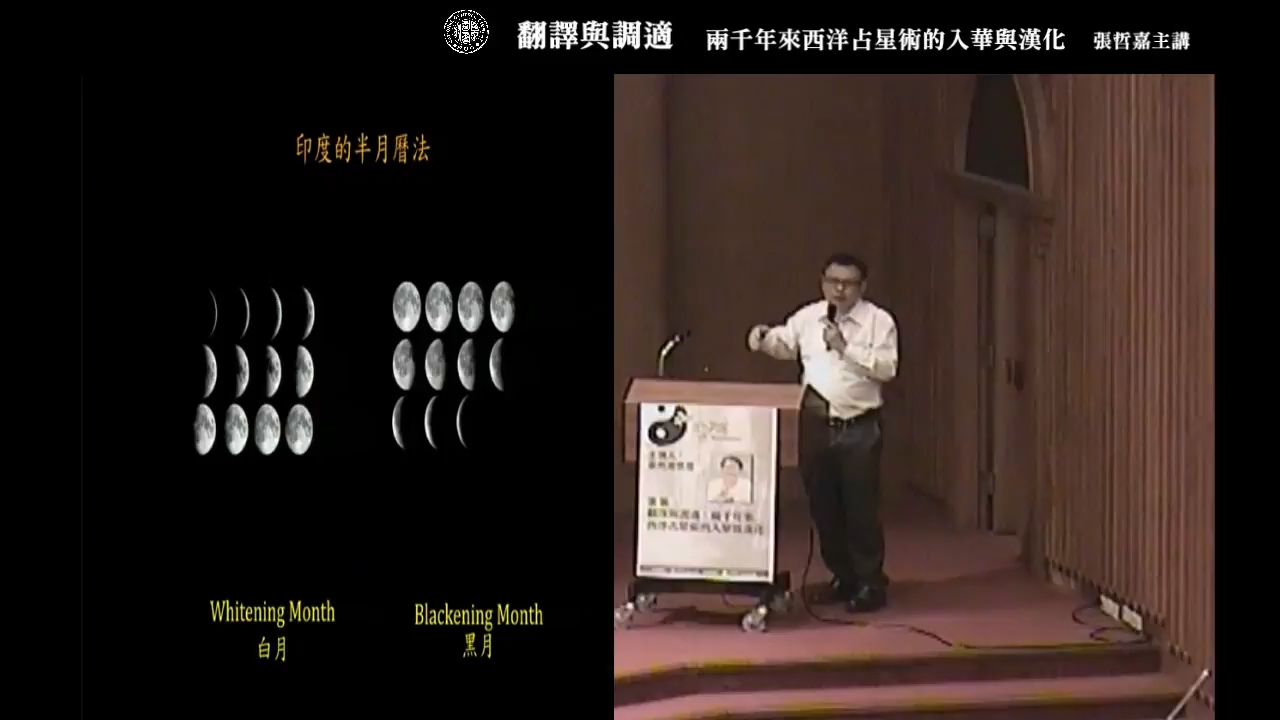 翻譯與調適 兩千年來西洋占星術的入華與漢化 張哲嘉主講
印度的半月曆法
Whitening Month
白月
Blackening Month
黑月